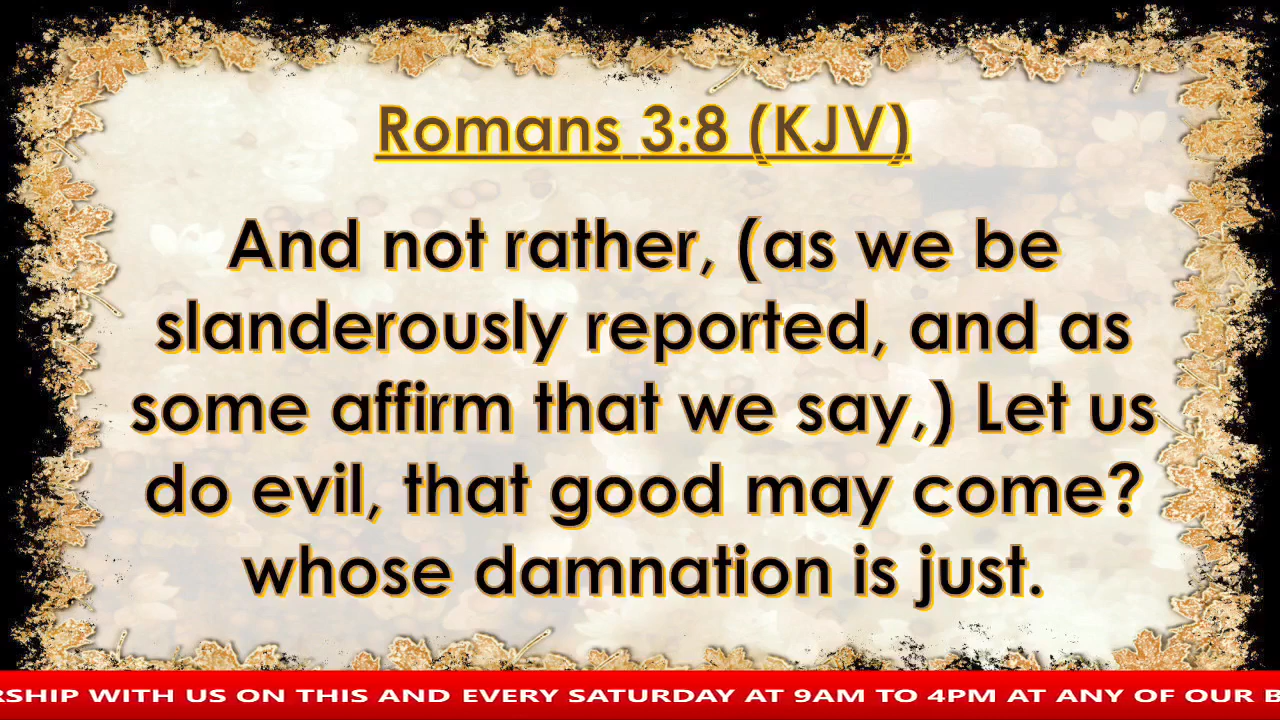 Romans 3:8 (KJV)
And not rather, (as we be
slanderously reported, and as
some affirm that we say,) Let us
do evil, that good may come?
whose damnation is just.
WITH US ON THIS AND EVERY SATURDAY AT 9AM TO 4PM AT ANY OF OUR